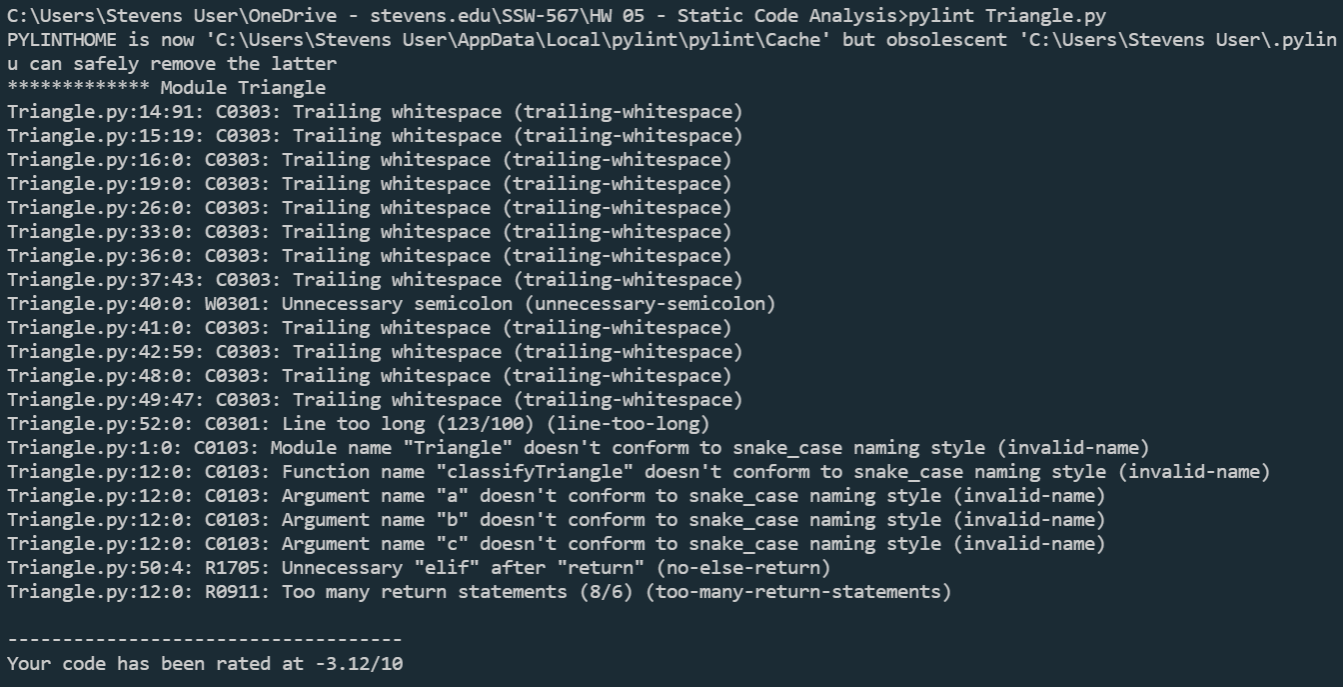 C:\Users\Stevens User\OneDrive - stevens.edu\SSW-567\HW 05 - Static Code Analysis>pylint Triangle.py
PYLINTHOME is now 'C:\Users\Stevens User\AppData\Local\pylint\pylint\Cache' but obsolescent 'C:\Users\Stevens User\.pylin
u can safely remove the latter
************* Module Triangle
Triangle.py:14:91: C0303: Trailing whitespace (trailing-whitespace)
Triangle.py:15:19: C0303: Trailing whitespace (trailing-whitespace)
Triangle.py:16:0: C0303: Trailing whitespace (trailing-whitespace)
Triangle.py:19:0: C0303: Trailing whitespace (trailing-whitespace)
Triangle.py:26:0: C0303: Trailing whitespace (trailing-whitespace)
Triangle.py:33:0: C0303: Trailing whitespace (trailing-whitespace)
Triangle.py:36:0: C0303: Trailing whitespace (trailing-whitespace)
Triangle.py:37:43: C0303: Trailing whitespace (trailing-whitespace)
Triangle.py:40:0: W0301: Unnecessary semicolon (unnecessary-semicolon)
Triangle.py:41:0: C0303: Trailing whitespace (trailing-whitespace)
Triangle.py:42:59: C0303: Trailing whitespace (trailing-whitespace)
Triangle.py:48:0: C0303: Trailing whitespace (trailing-whitespace)
Triangle.py:49:47: C0303: Trailing whitespace (trailing-whitespace)
Triangle.py:52:0: C0301: Line too long (123/100) (line-too-long)
Triangle.py:1:0: C0103: Module name "Triangle" doesn't conform to snake_case naming style (invalid-name)
Triangle.py:12:0: C0103: Function name "classifyTriangle" doesn't conform to snake_case naming style (invalid-name)
Triangle.py:12:0: C0103: Argument name "a" doesn't conform to snake_case naming style (invalid-name)
Triangle.py:12:0: C0103: Argument name "b" doesn't conform to snake_case naming style (invalid-name)
Triangle.py:12:0: C0103: Argument name "c" doesn't conform to snake_case naming style (invalid-name)
Triangle.py:50:4: R1705: Unnecessary "elif" after "return" (no-else-return)
Triangle.py:12:0: R0911: Too many return statements (8/6) (too-many-return-statements)
------------------------------------
Your code has been rated at -3.12/10